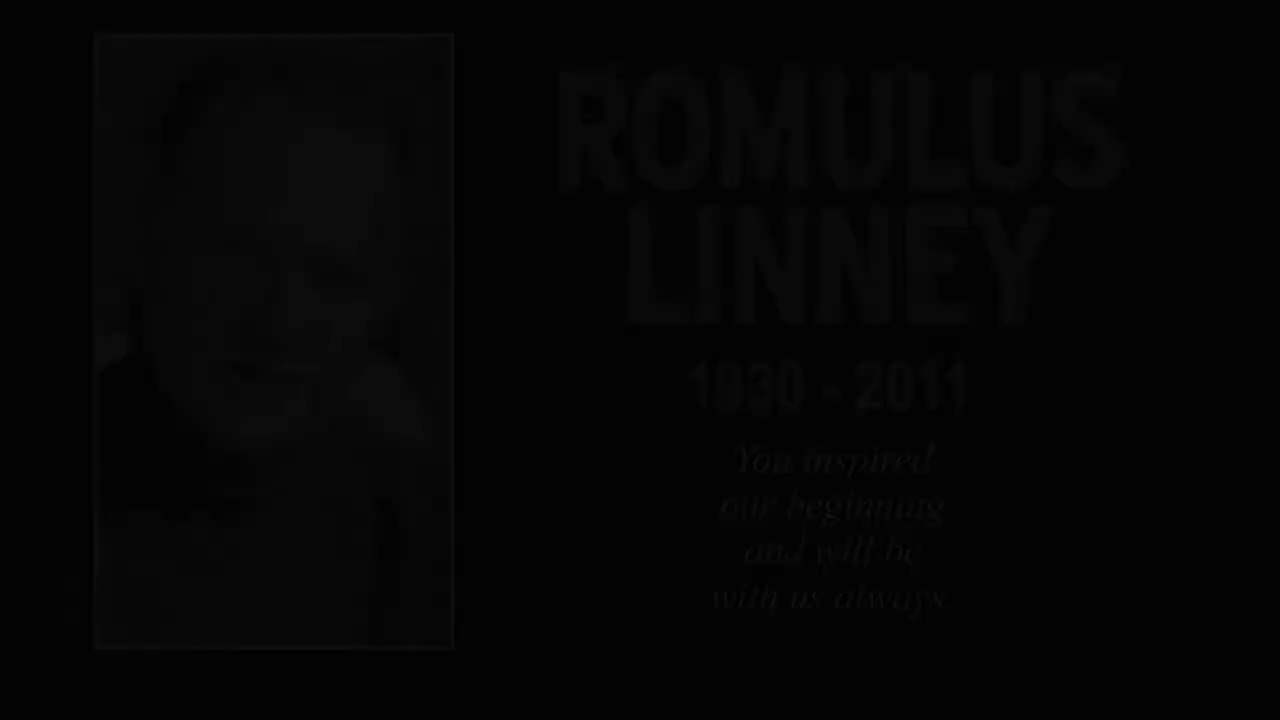 ROMULUS
LINNEY
1930 - 2011
You inspired
our beginning
and will be
with us always.